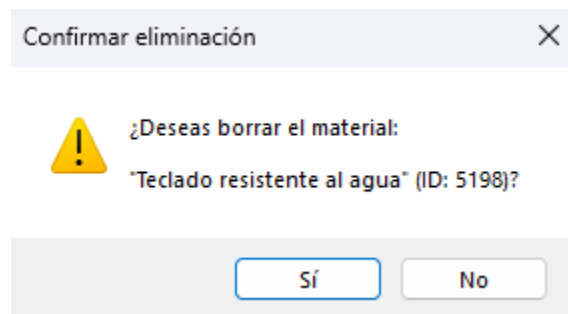 Confirmar eliminación
¿Deseas borrar el material:
"Teclado resistente al agua" (ID: 5198)?
Sí
No